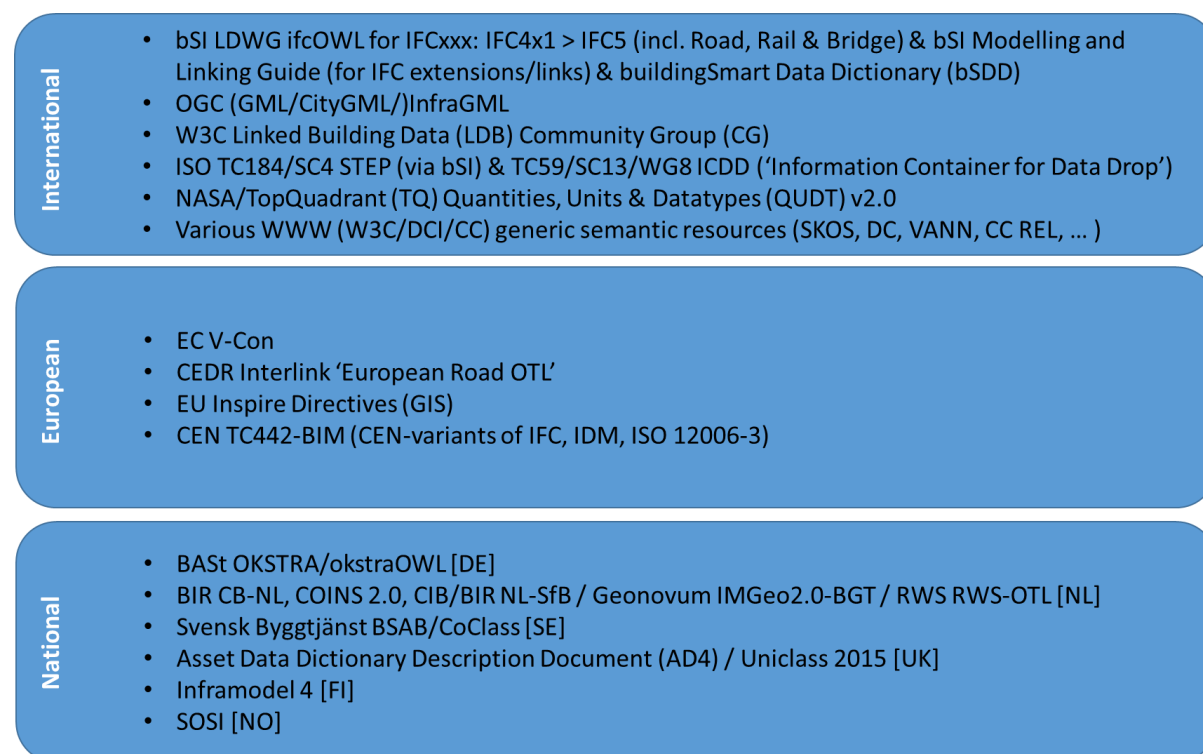 International
• bSI LDWG ifcOWL for IFCxxx: IFC4x1 > IFC5 (incl. Road, Rail & Bridge) & bSI Modelling and
Linking Guide (for IFC extensions/links) & buildingSmart Data Dictionary (bSDD)
• OGC (GML/CityGML/)InfraGML
• W3C Linked Building Data (LDB) Community Group (CG)
• ISO TC184/SC4 STEP (via bSI) & TC59/SC13/WG8 ICDD (‘Information Container for Data Drop’)
• NASA/TopQuadrant (TQ) Quantities, Units & Datatypes (QUDT) v2.0
• Various WWW (W3C/DCI/CC) generic semantic resources (SKOS, DC, VANN, CC REL, … )
European
• EC V-Con
• CEDR Interlink ‘European Road OTL’
• EU Inspire Directives (GIS)
• CEN TC442-BIM (CEN-variants of IFC, IDM, ISO 12006-3)
National
• BASt OKSTRA/okstraOWL [DE]
• BIR CB-NL, COINS 2.0, CIB/BIR NL-SfB / Geonovum IMGeo2.0-BGT / RWS RWS-OTL [NL]
• Svensk Byggtjänst BSAB/CoClass [SE]
• Asset Data Dictionary Description Document (AD4) / Uniclass 2015 [UK]
• Inframodel 4 [FI]
• SOSI [NO]